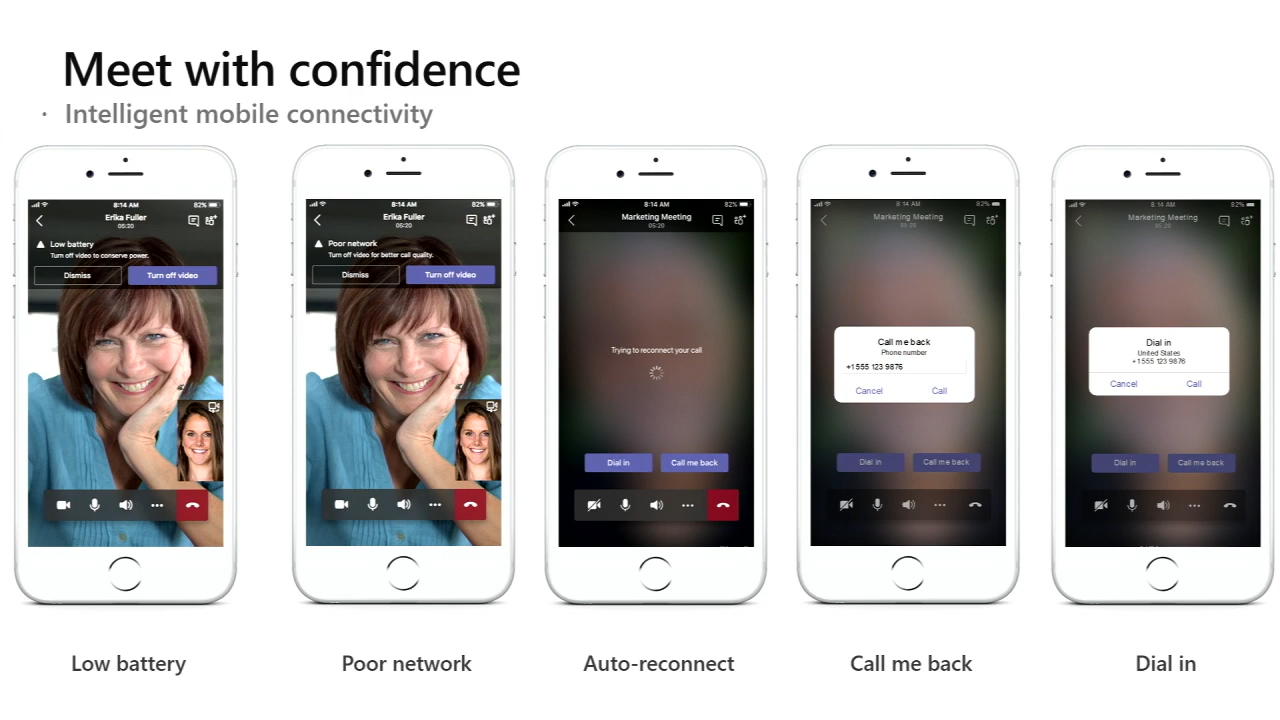 Meet with confidence
· Intelligent mobile connectivity
8:14 AM 82%
Erika Fuller
05:20
Low battery
Turn off video to conserve power.
Dismiss Turn off video
8:14 AM 82%
Erika Fuller
05:20
Poor network
Turn off video for better call quality.
Dismiss Turn off video
8:14 AM 82%
Marketing Meeting
05:20
Trying to reconnect your call
Dial in Call me back
8:14 AM 82%
Marketing Meeting
05:20
Call me back
Phone number
+1 555 123 9876
Cancel Call
Dial in Call me back
8:14 AM 82%
Marketing Meeting
05:20
Dial in
United States
+1 555 123 9876
Cancel Call
Dial in Call me back
Low battery
Poor network
Auto-reconnect
Call me back
Dial in